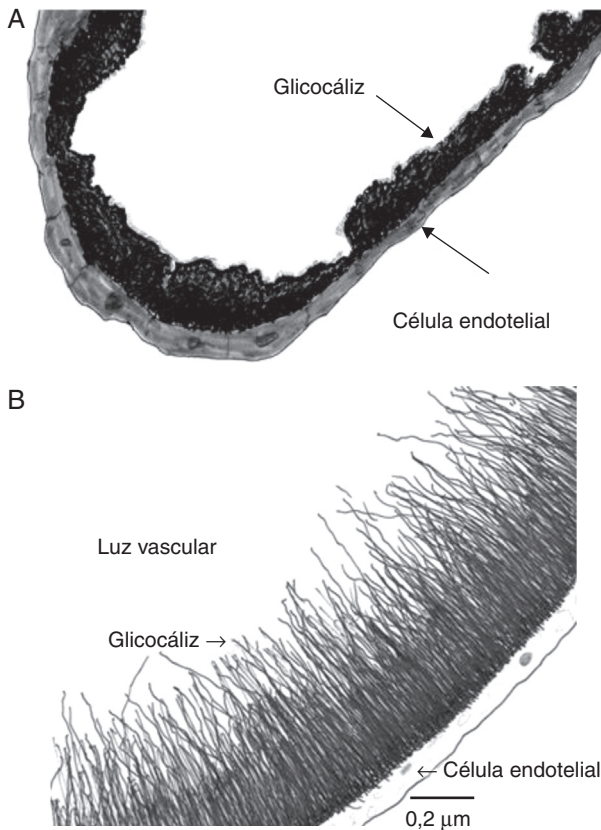 A
Glicocáliz
Célula endotelial
B
Luz vascular
Glicocáliz →
← Célula endotelial
0,2 μm